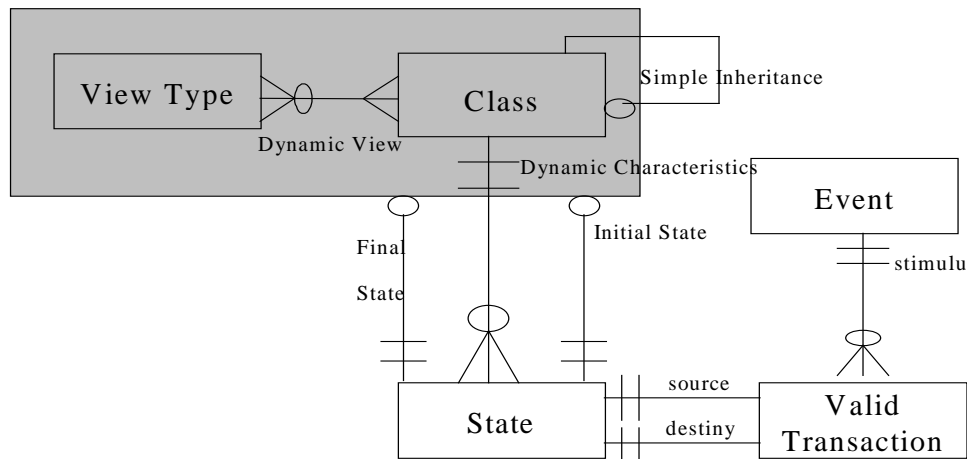 View Type
Class
Simple Inheritance
Dynamic View
Dynamic Characteristics
Event
Final
State
Initial State
stimulu
source
destiny
State
Valid
Transaction